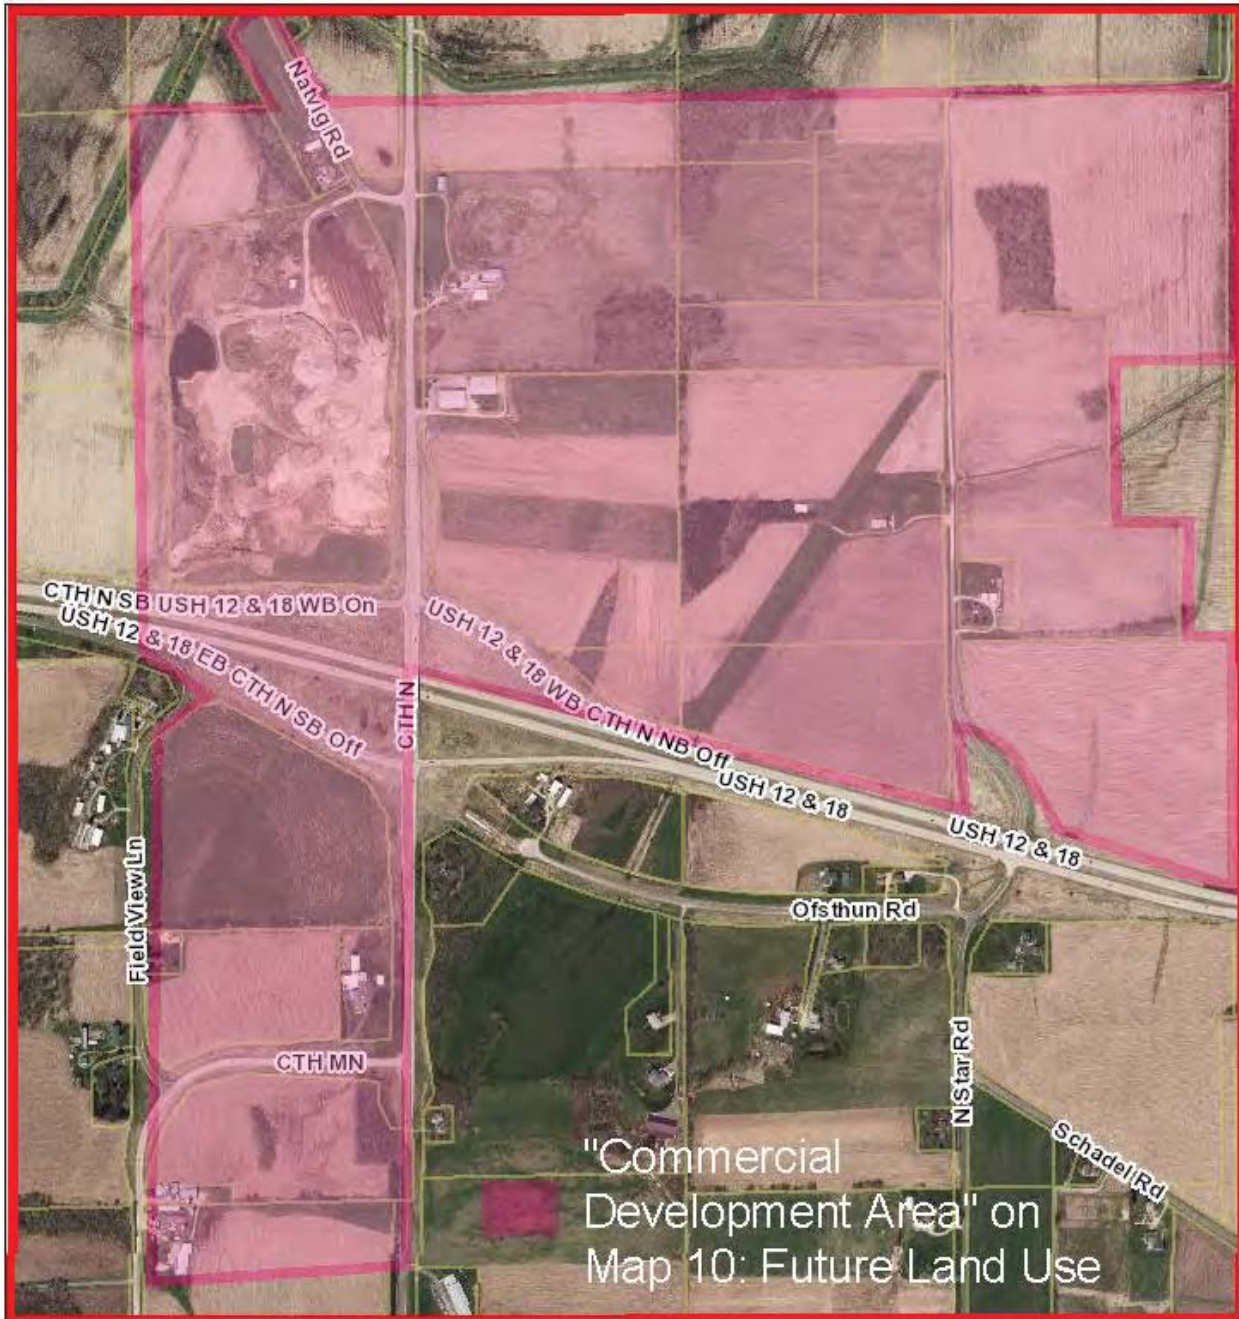 Natvig Rd
CTH N SB USH 12 & 18 WB On
USH 12 & 18 EB CTH N SB Off
USH 12 & 18 WB CTH N NB Off
CTH N
USH 12 & 18
USH 12 & 18
Field View Ln
Ofsthun Rd
CTH MN
N Star Rd
Schadel Rd
"Commercial
Development Area" on
Map 10: Future Land Use